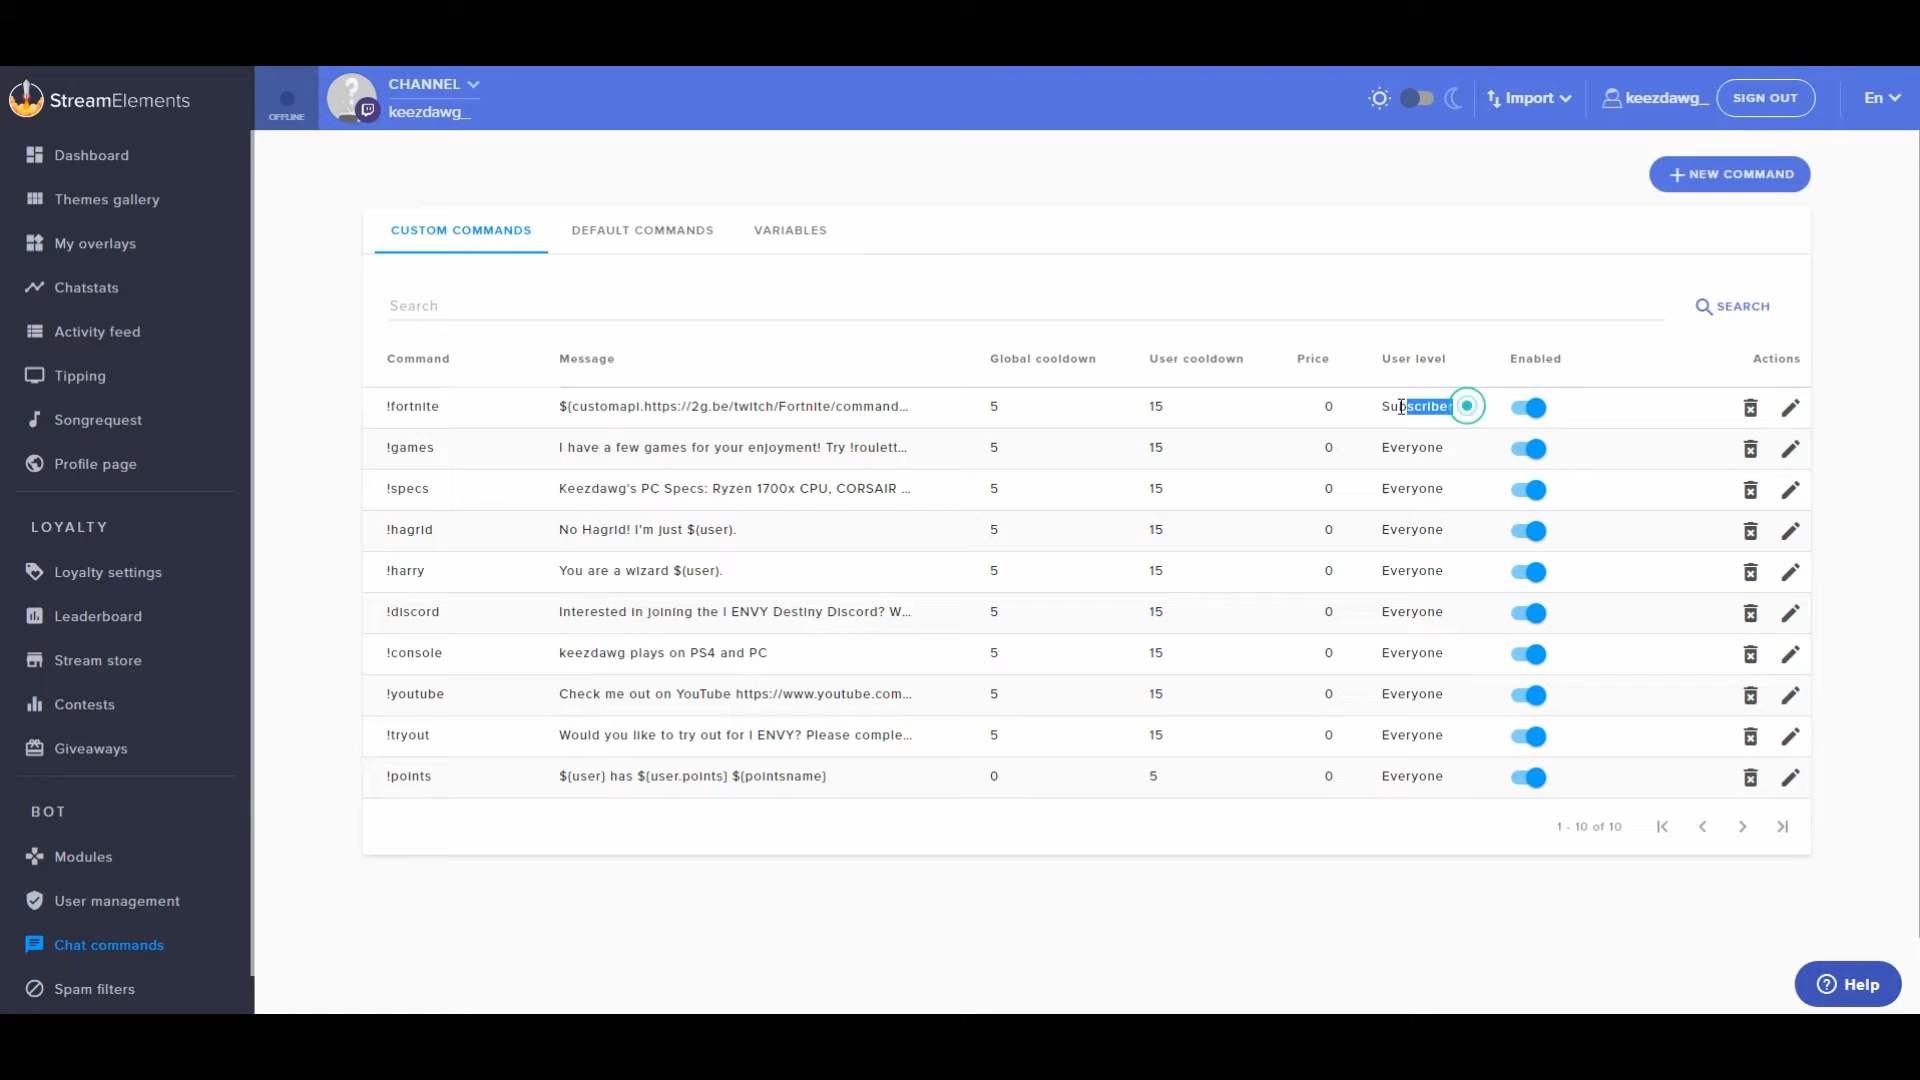 StreamElements
OFFLINE
CHANNEL
keezdawg_
Import
keezdawg_
SIGN OUT
En
Dashboard
Themes gallery
My overlays
Chatstats
Activity feed
Tipping
Songrequest
Profile page
LOYALTY
Loyalty settings
Leaderboard
Stream store
Contests
Giveaways
BOT
Modules
User management
Chat commands
Spam filters
NEW COMMAND
CUSTOM COMMANDS DEFAULT COMMANDS VARIABLES
Search SEARCH
Command Message Global cooldown User cooldown Price User level Enabled Actions
!fortnite ${customapi.https://2g.be/twitch/Fortnite/command... 5 15 0 Subscriber
!games I have a few games for your enjoyment! Try !roulett... 5 15 0 Everyone
!specs Keezdawg's PC Specs: Ryzen 1700x CPU, CORSAIR ... 5 15 0 Everyone
!hagrid No Hagrid! I'm just $(user). 5 15 0 Everyone
!harry You are a wizard $(user). 5 15 0 Everyone
!discord Interested in joining the I ENVY Destiny Discord? W... 5 15 0 Everyone
!console keezdawg plays on PS4 and PC 5 15 0 Everyone
!youtube Check me out on YouTube https://www.youtube.com... 5 15 0 Everyone
!tryout Would you like to try out for I ENVY? Please comple... 5 15 0 Everyone
!points $(user) has $(user.points) $(pointsname) 0 5 0 Everyone
1 - 10 of 10
Help